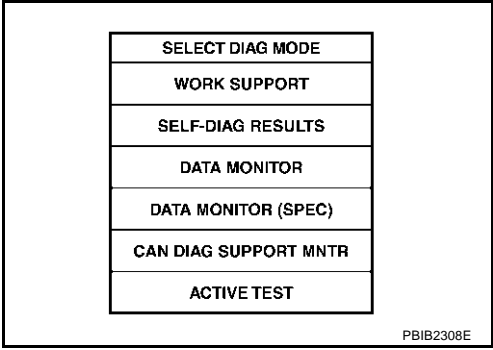 SELECT DIAG MODE
WORK SUPPORT
SELF-DIAG RESULTS
DATA MONITOR
DATA MONITOR (SPEC)
CAN DIAG SUPPORT MNTR
ACTIVE TEST
PBIB2308E